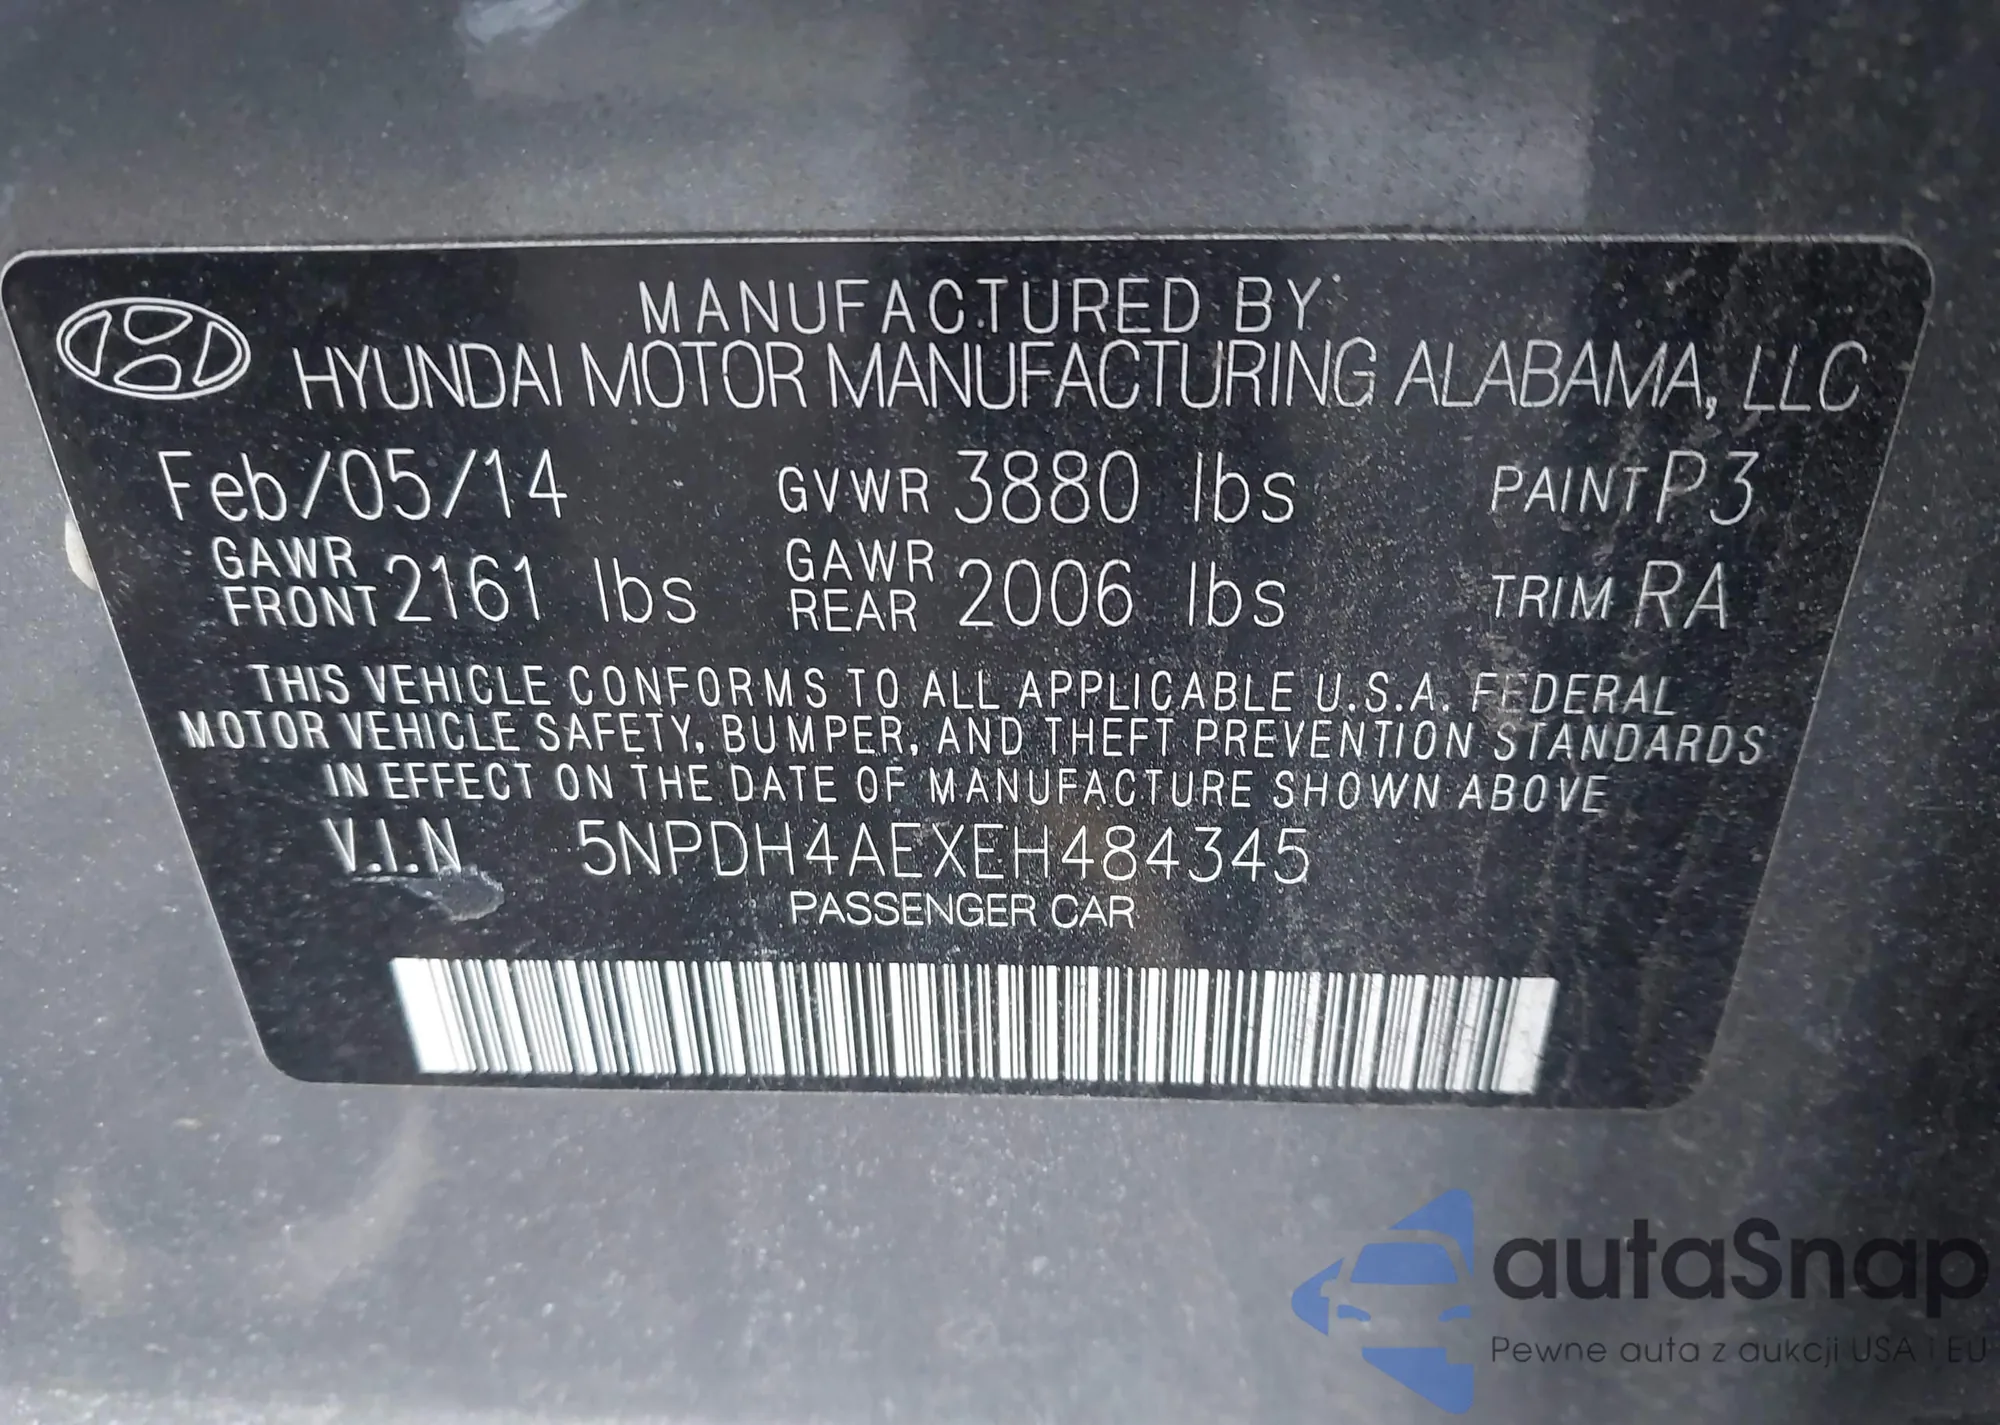 MANUFACTURED BY
HYUNDAI MOTOR MANUFACTURING ALABAMA, LLC
Feb/05/14 GVWR 3880 lbs PAINT P3
GAWR FRONT 2161 lbs GAWR REAR 2006 lbs TRIM RA
THIS VEHICLE CONFORMS TO ALL APPLICABLE U.S.A. FEDERAL
MOTOR VEHICLE SAFETY, BUMPER, AND THEFT PREVENTION STANDARDS
IN EFFECT ON THE DATE OF MANUFACTURE SHOWN ABOVE
V.I.N 5NPDH4AEXEH484345
PASSENGER CAR
autaSnap
Pewne auta z aukcji USA i EU